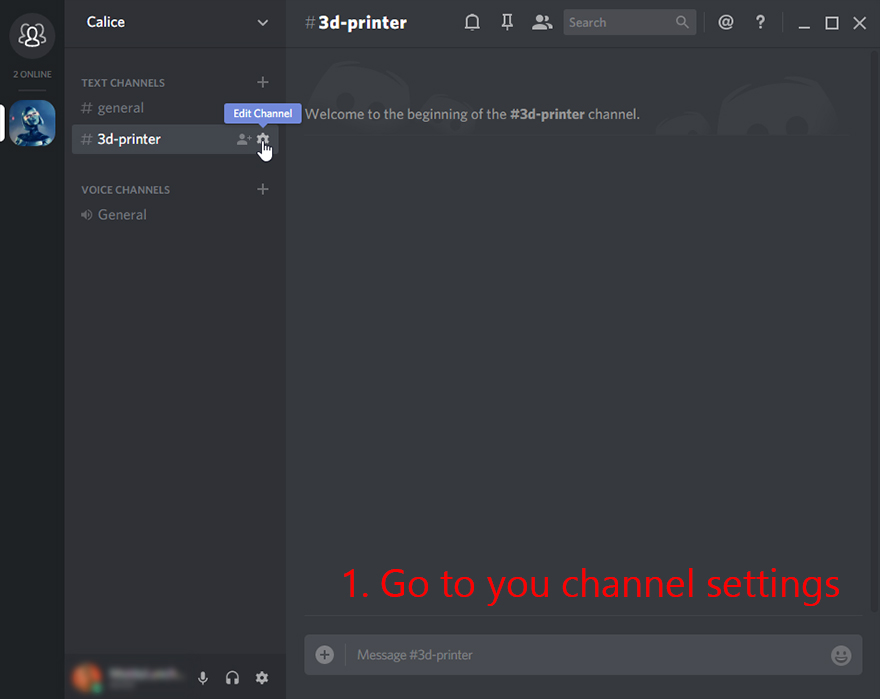 Calice
#3d-printer
Search
2 ONLINE
TEXT CHANNELS
# general
Edit Channel
# 3d-printer
VOICE CHANNELS
General
Welcome to the beginning of the #3d-printer channel.
1. Go to you channel settings
Message #3d-printer